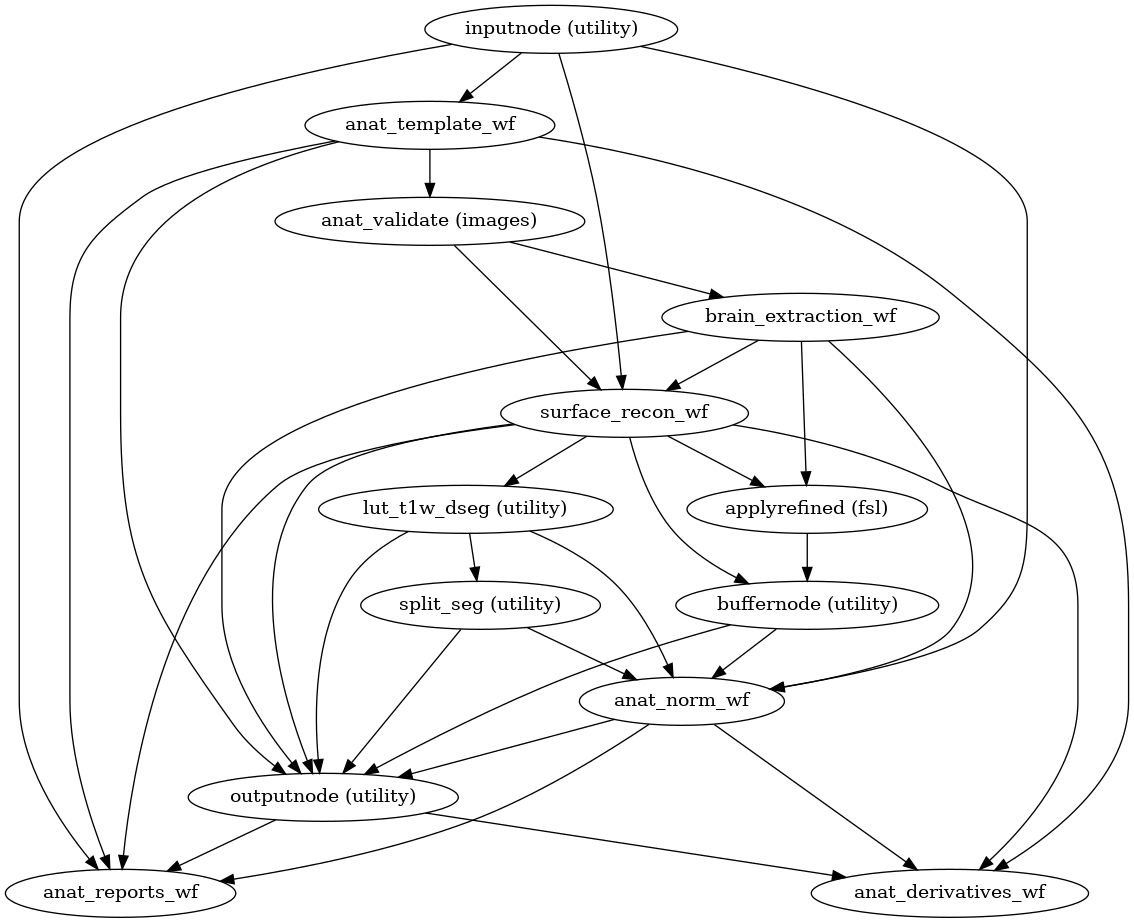 inputnode (utility)
anat_template_wf
anat_validate (images)
brain_extraction_wf
surface_recon_wf
lut_t1w_dseg (utility)
applyrefined (fsl)
split_seg (utility)
buffernode (utility)
anat_norm_wf
outputnode (utility)
anat_reports_wf
anat_derivatives_wf